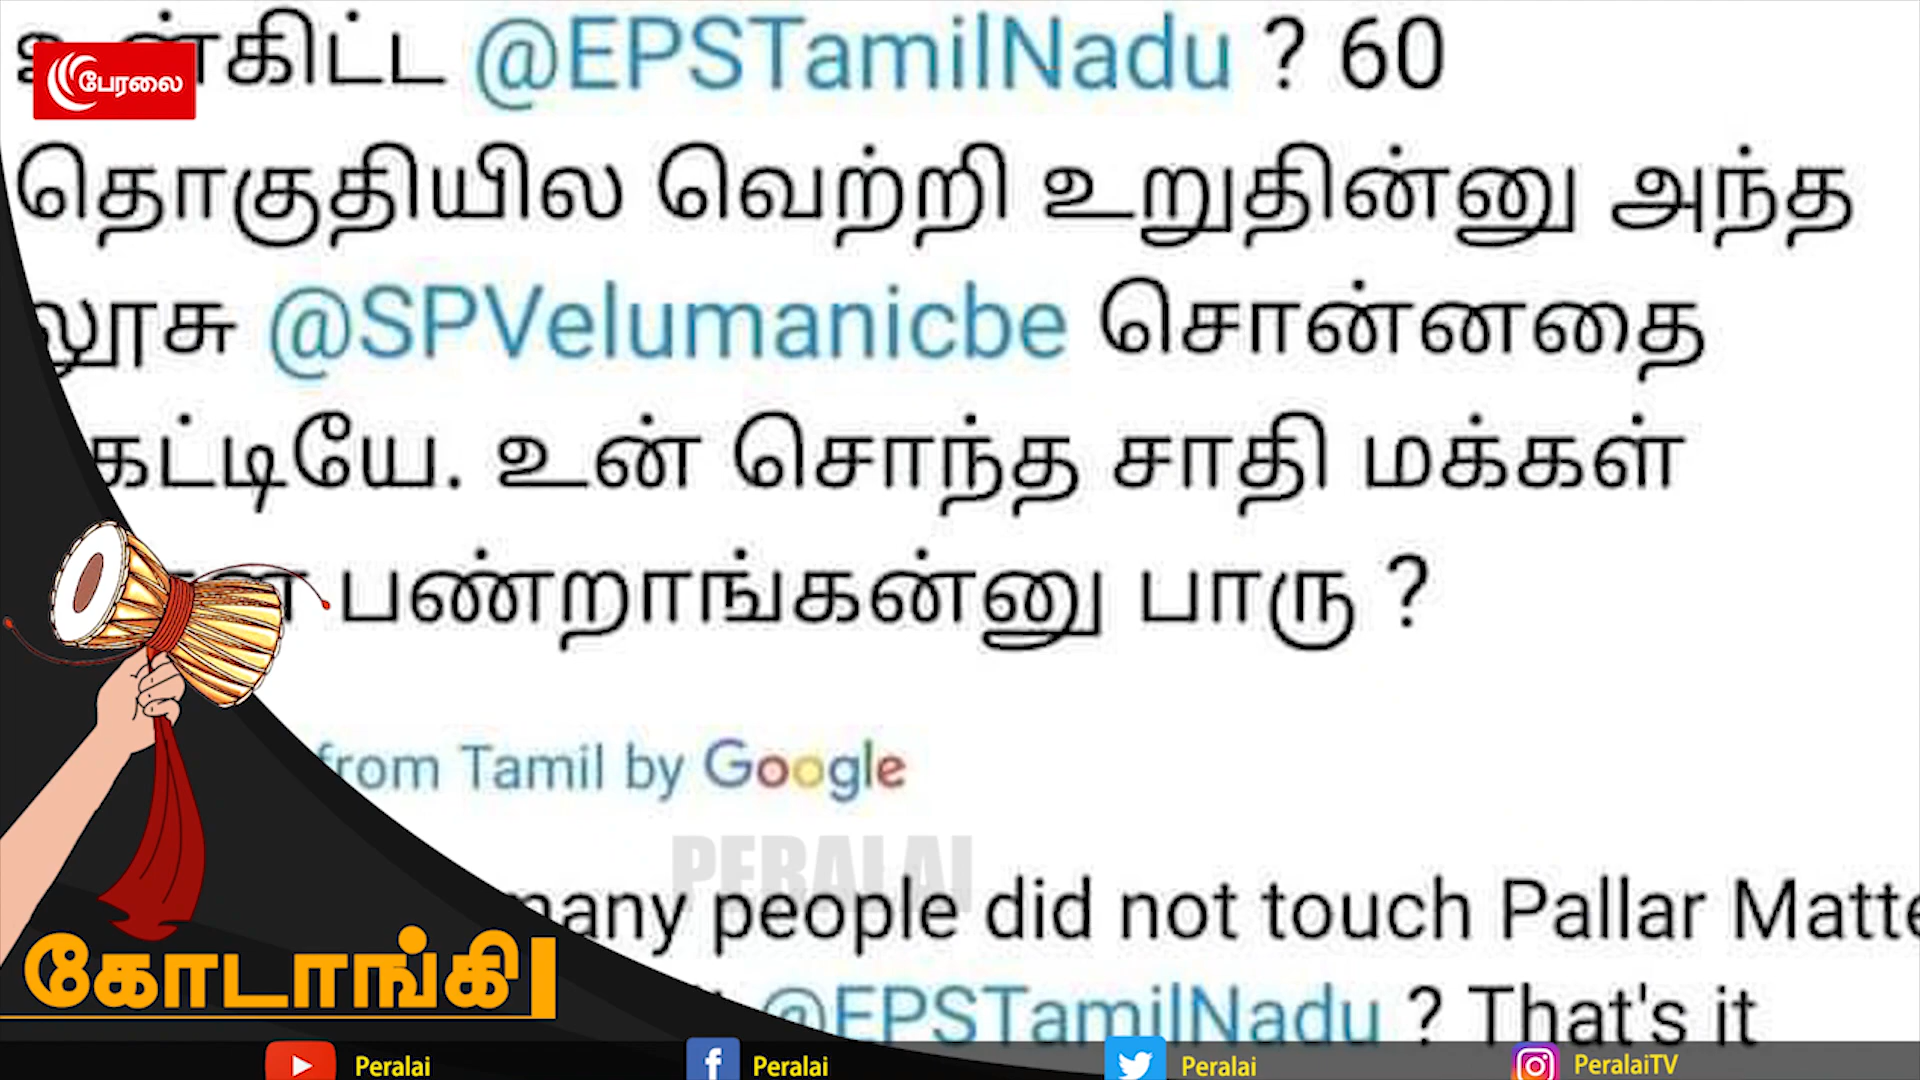 பேரலை
உன்கிட்ட @EPSTamilNadu ? 60
தொகுதியில வெற்றி உறுதின்னு அந்த
லூசு @SPVelumanicbe சொன்னதை
கட்டியே. உன் சொந்த சாதி மக்கள்
பண்றாங்கன்னு பாரு ?
from Tamil by Google
PERALAI
many people did not touch Pallar
@EPSTamilNadu ? That's it
கோடாங்கி
Peralai Peralai Peralai PeralaiTV